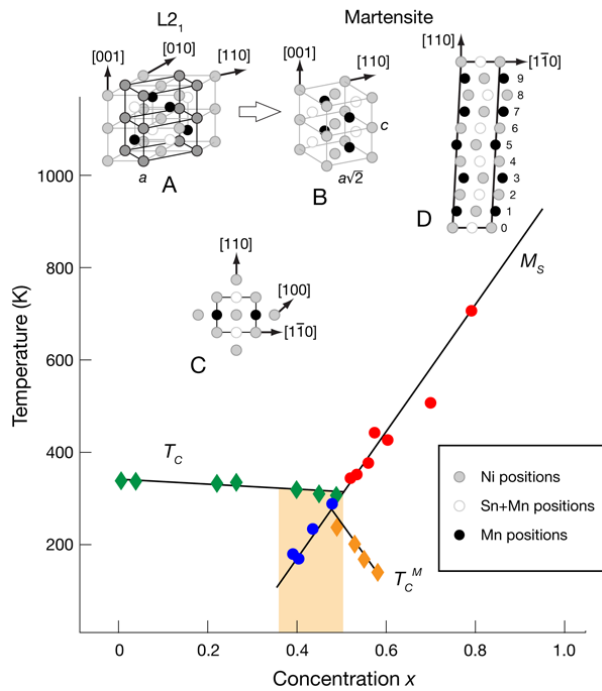 L2₁
Martensite
[001]
[010]
[110]
a
A
[001]
[110]
c
a√2
B
[110]
[11̅0]
9
8
7
6
5
4
3
2
1
0
D
[110]
[100]
[11̅0]
C
Temperature (K)
1000
800
600
400
200
M_S
T_C
T_C^M
Ni positions
Sn+Mn positions
Mn positions
0
0.2
0.4
0.6
0.8
1.0
Concentration x